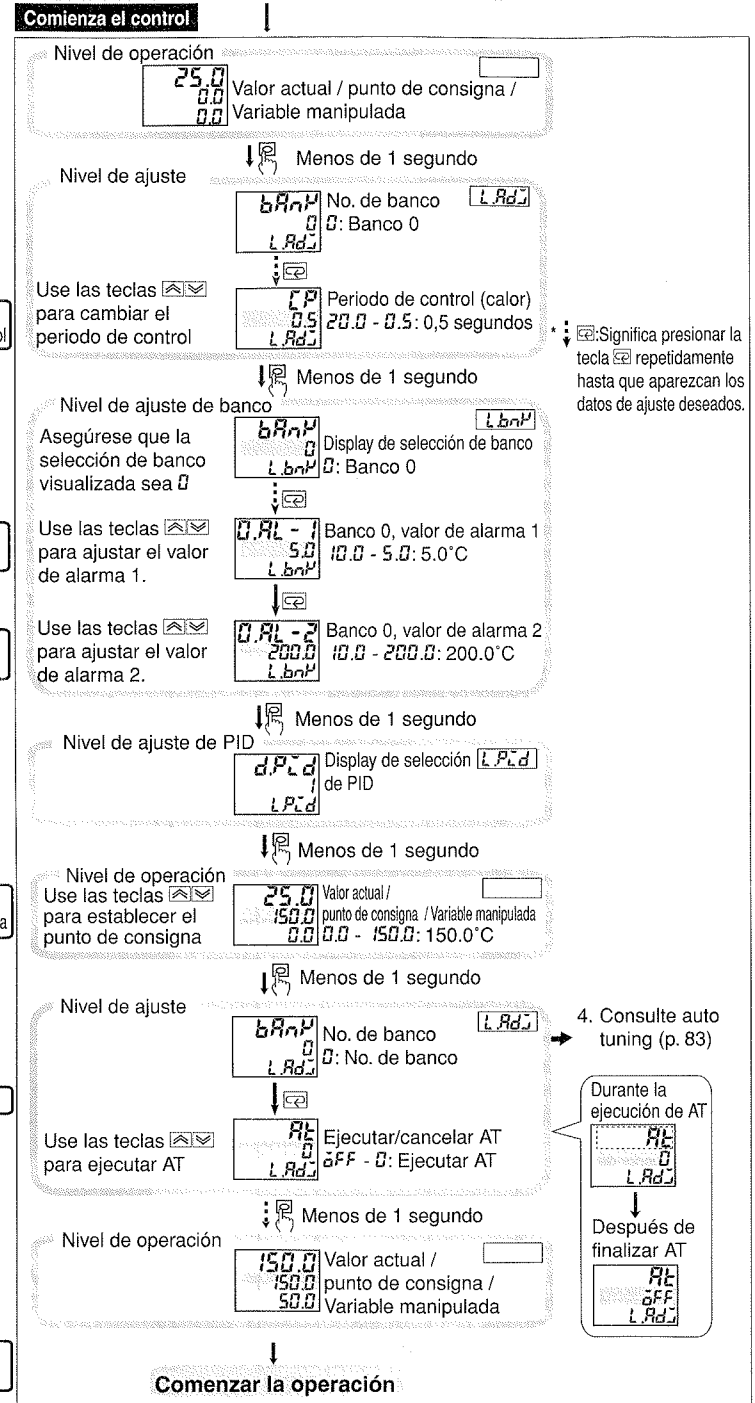 Comienza el control
Nivel de operación
25.0
0.0
0.0
Valor actual / punto de consigna /
Variable manipulada
Menos de 1 segundo
Nivel de ajuste
bAnK
0
L.AdJ
No. de banco
L.AdJ
0: Banco 0
Use las teclas
para cambiar el
periodo de control
CP
0.5
L.AdJ
Periodo de control (calor)
20.0 - 0.5: 0,5 segundos
* :Significa presionar la
tecla repetidamente
hasta que aparezcan los
datos de ajuste deseados.
Menos de 1 segundo
Nivel de ajuste de banco
Asegúrese que la
selección de banco
visualizada sea 0
bAnK
0
L.bnK
L.bnK
Display de selección de banco
0: Banco 0
Use las teclas
para ajustar el valor
de alarma 1.
0.AL - 1
5.0
L.bnK
Banco 0, valor de alarma 1
10.0 - 5.0: 5.0°C
Use las teclas
para ajustar el valor
de alarma 2.
0.AL - 2
200.0
L.bnK
Banco 0, valor de alarma 2
10.0 - 200.0: 200.0°C
Menos de 1 segundo
Nivel de ajuste de PID
d.Pid
1
L.Pid
Display de selección
de PID
L.Pid
Menos de 1 segundo
Nivel de operación
Use las teclas
para establecer el
punto de consigna
25.0
150.0
0.0
Valor actual /
punto de consigna / Variable manipulada
0.0 - 150.0: 150.0°C
Menos de 1 segundo
Nivel de ajuste
bAnK
0
L.AdJ
No. de banco
L.AdJ
0: No. de banco
4. Consulte auto
tuning (p. 83)
Use las teclas
para ejecutar AT
At
0
L.AdJ
Ejecutar/cancelar AT
oFF - 0: Ejecutar AT
Durante la
ejecución de AT
At
0
L.AdJ
Después de
finalizar AT
At
oFF
L.AdJ
Menos de 1 segundo
Nivel de operación
150.0
150.0
50.0
Valor actual /
punto de consigna /
Variable manipulada
Comenzar la operación
ol
a